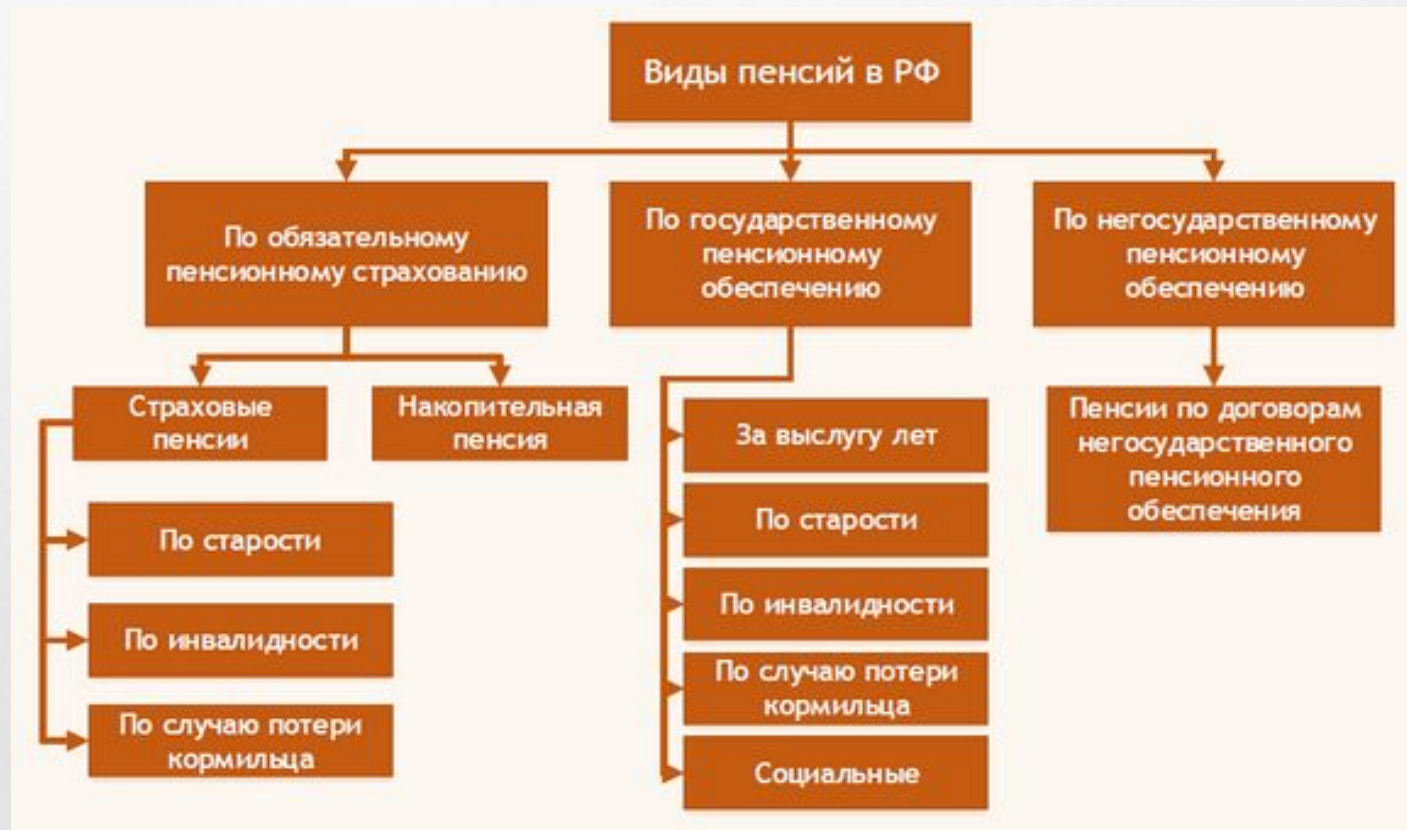 Виды пенсий в РФ
По обязательному
пенсионному страхованию
По государственному
пенсионному
обеспечению
По негосударственному
пенсионному
обеспечению
Страховые
пенсии
Накопительная
пенсия
По старости
По инвалидности
По случаю потери
кормильца
За выслугу лет
По старости
По инвалидности
По случаю потери
кормильца
Социальные
Пенсии по договорам
негосударственного
пенсионного
обеспечения